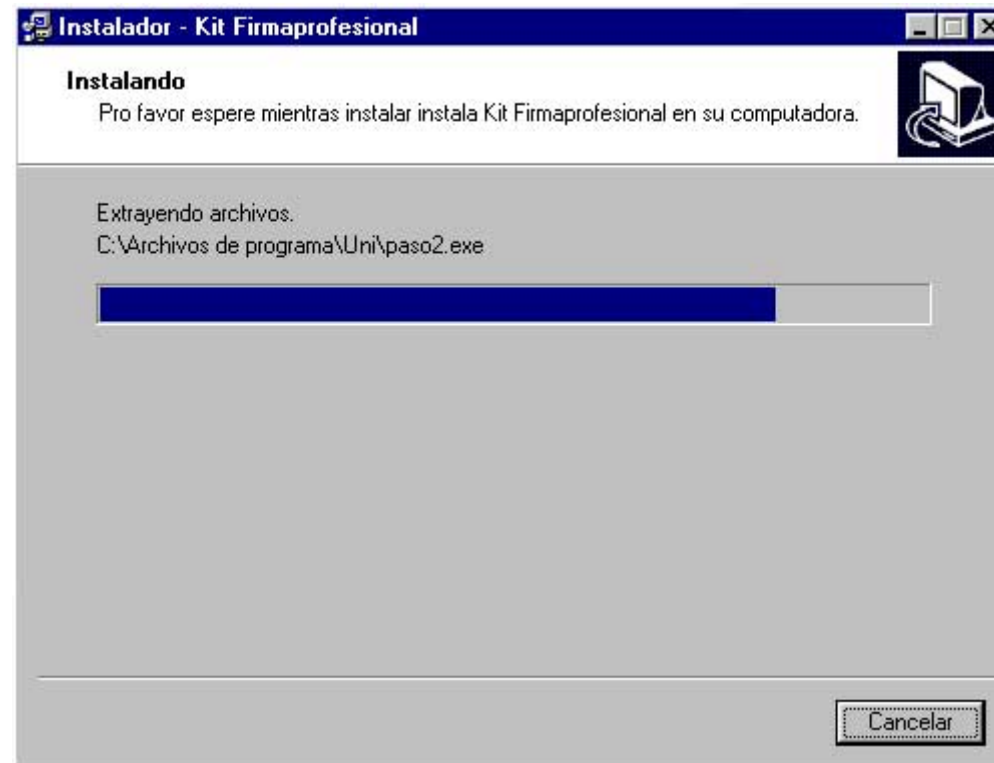 Instalador - Kit Firmaprofesional
Instalando
Pro favor espere mientras instalar instala Kit Firmaprofesional en su computadora.
Extrayendo archivos.
C:\Archivos de programa\Uni\paso2.exe
Cancelar